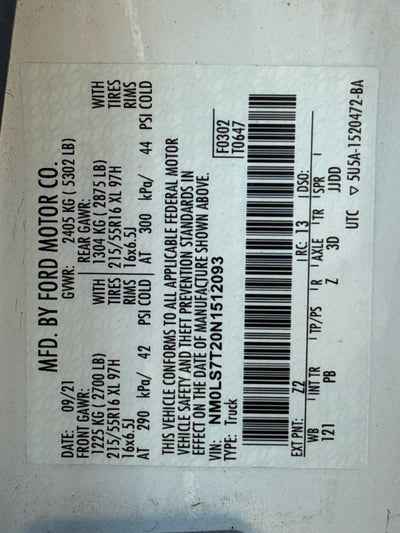 MFD. BY FORD MOTOR CO.
DATE: 09/21 GVWR: 2405 KG ( 5302 LB)
FRONT GAWR: REAR GAWR:
1225 KG ( 2700 LB) WITH 1304 KG ( 2875 LB) WITH
215/55R16 XL 97H TIRES 215/55R16 XL 97H TIRES
16x6.5J RIMS 16x6.5J RIMS
AT 290 kPa/ 42 PSI COLD AT 300 kPa/ 44 PSI COLD
THIS VEHICLE CONFORMS TO ALL APPLICABLE FEDERAL MOTOR
VEHICLE SAFETY AND THEFT PREVENTION STANDARDS IN
EFFECT ON THE DATE OF MANUFACTURE SHOWN ABOVE.
VIN: NM0LS7T20N1512093
TYPE: Truck
F0302
T0647
EXT PNT: Z2 RC: 13 DSO:
WB INT TR TP/PS R AXLE TR SPR
121 PB Z 3D JJDD
UTC ▽ 5U5A-1520472-BA